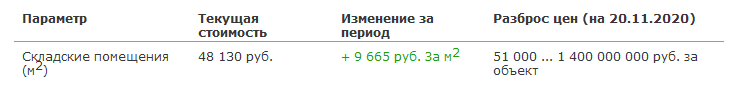 Параметр Текущая стоимость Изменение за период Разброс цен (на 20.11.2020)
Складские помещения (м2) 48 130 руб. + 9 665 руб. За м2 51 000 ... 1 400 000 000 руб. за объект